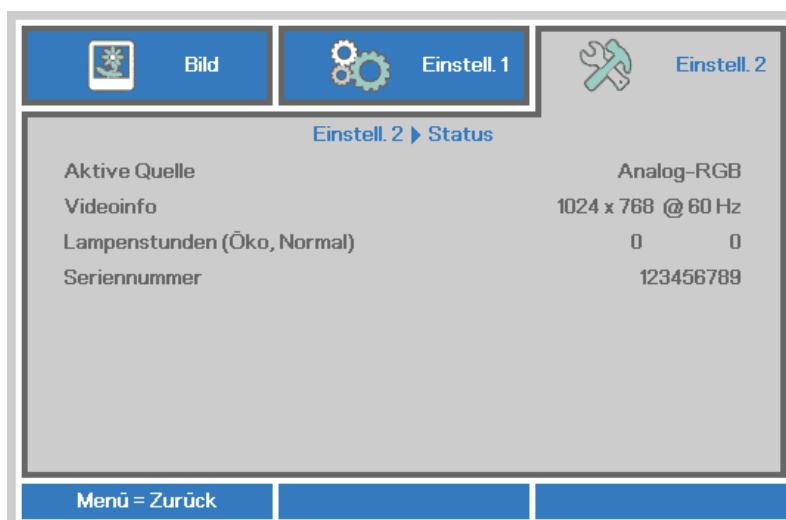 Bild
Einstell. 1
Einstell. 2
Einstell. 2 ▶ Status
Aktive Quelle Analog-RGB
Videoinfo 1024 x 768 @ 60 Hz
Lampenstunden (Öko, Normal) 0 0
Seriennummer 123456789
Menü = Zurück